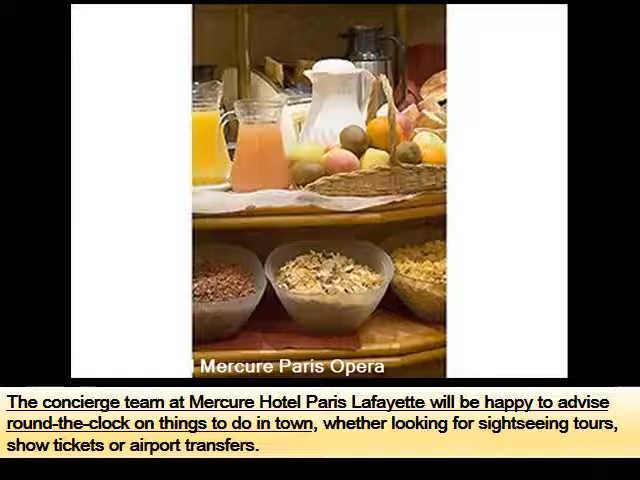 Mercure Paris Opera
The concierge team at Mercure Hotel Paris Lafayette will be happy to advise
round-the-clock on things to do in town, whether looking for sightseeing tours,
show tickets or airport transfers.